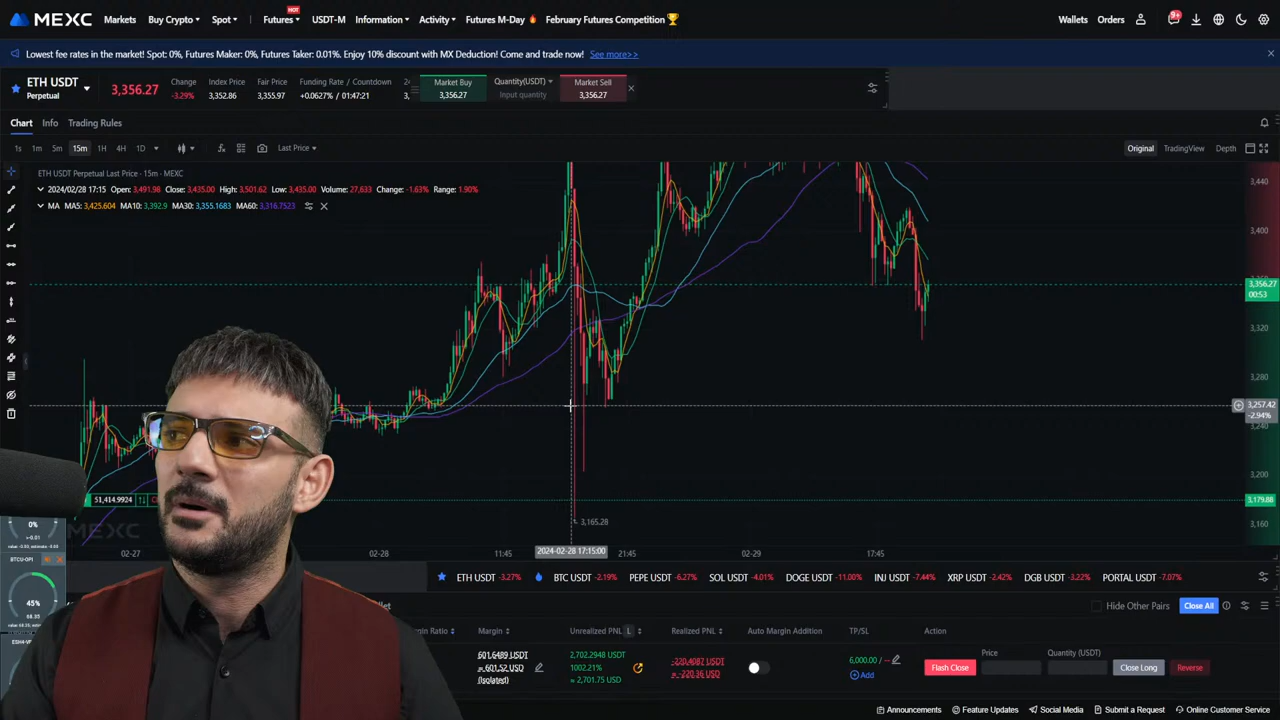 MEXC Markets Buy Crypto Spot Futures HOT USDT-M Information Activity Futures M-Day February Futures Competition Wallets Orders 9+
Lowest fee rates in the market! Spot: 0%, Futures Maker: 0%, Futures Taker: 0.01%. Enjoy 10% discount with MX Deduction! Come and trade now! See more>>
ETH USDT
Perpetual
3,356.27
Change
-3.29%
Index Price
3,352.86
Fair Price
3,355.97
Funding Rate / Countdown
+0.0627% / 01:47:21
Market Buy
3,356.27
Quantity(USDT)
Input quantity
Market Sell
3,356.27
Chart Info Trading Rules
1s 1m 5m 15m 1H 4H 1D Last Price Original TradingView Depth
ETH USDT Perpetual Last Price - 15m - MEXC
2024/02/28 17:15 Open: 3,491.98 Close: 3,435.00 High: 3,501.62 Low: 3,435.00 Volume: 27,633 Change: -1.63% Range: 1.90%
MA MA5: 3,425.604 MA10: 3,392.9 MA30: 3,355.1683 MA60: 3,316.7523
3,440
3,400
3,356.27
00:53
3,320
3,280
3,257.42
-2.94%
3,240
3,200
51,414.9924
3,179.88
3,165.28
3,160
MEXC
02-27 02-28 11:45 2024-02-28 17:15:00 21:45 02-29 17:45
0%
BTCU-OPI
45%
68.35
ETH USDT -3.27% BTC USDT -2.19% PEPE USDT -6.27% SOL USDT -4.01% DOGE USDT -11.00% INJ USDT -7.44% XRP USDT -2.42% DGB USDT -3.22% PORTAL USDT -7.07%
Hide Other Pairs Close All
Margin Unrealized PNL L Realized PNL Auto Margin Addition TP/SL Action Price Quantity (USDT)
601.6489 USDT
≈ 601.52 USD
(Isolated)
2,702.2948 USDT
1002.21%
≈ 2,701.75 USD
-220.4087 USDT
≈ -220.36 USD
6,000.00 / --
Add
Flash Close Close Long Reverse
Announcements Feature Updates Social Media Submit a Request Online Customer Service